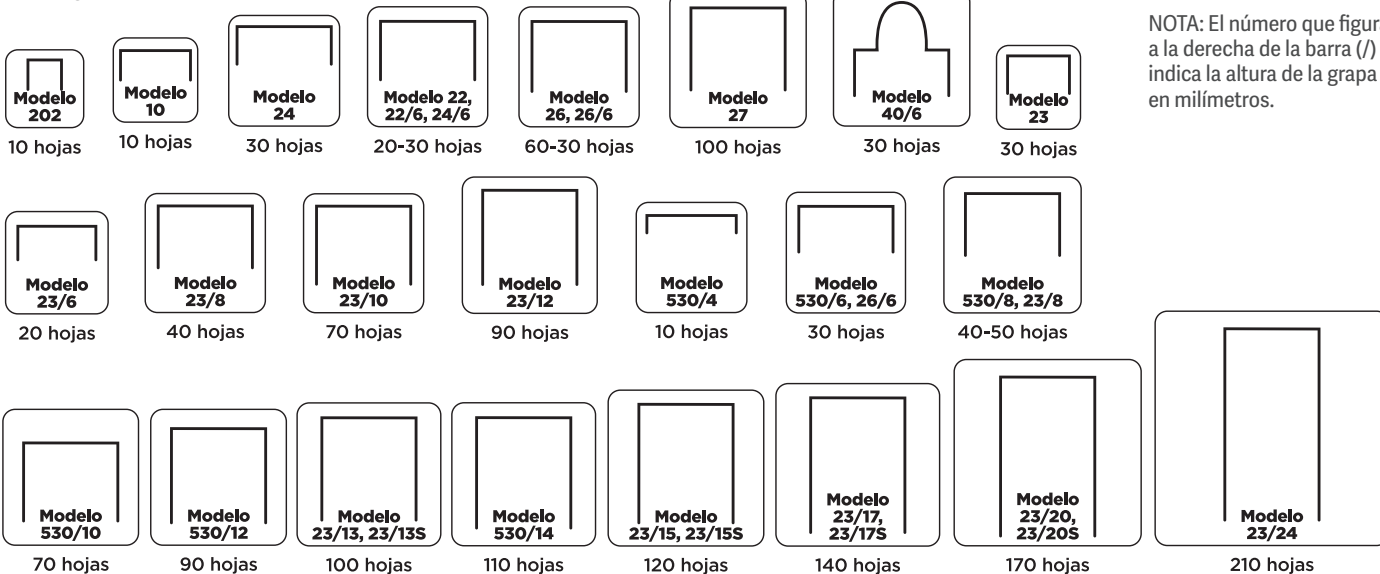 NOTA: El número que figura
a la derecha de la barra (/)
indica la altura de la grapa
en milímetros.
Modelo
202
10 hojas
Modelo
10
10 hojas
Modelo
24
30 hojas
Modelo 22,
22/6, 24/6
20-30 hojas
Modelo
26, 26/6
60-30 hojas
Modelo
27
100 hojas
Modelo
40/6
30 hojas
Modelo
23
30 hojas
Modelo
23/6
20 hojas
Modelo
23/8
40 hojas
Modelo
23/10
70 hojas
Modelo
23/12
90 hojas
Modelo
530/4
10 hojas
Modelo
530/6, 26/6
30 hojas
Modelo
530/8, 23/8
40-50 hojas
Modelo
530/10
70 hojas
Modelo
530/12
90 hojas
Modelo
23/13, 23/13S
100 hojas
Modelo
530/14
110 hojas
Modelo
23/15, 23/15S
120 hojas
Modelo
23/17,
23/17S
140 hojas
Modelo
23/20,
23/20S
170 hojas
Modelo
23/24
210 hojas